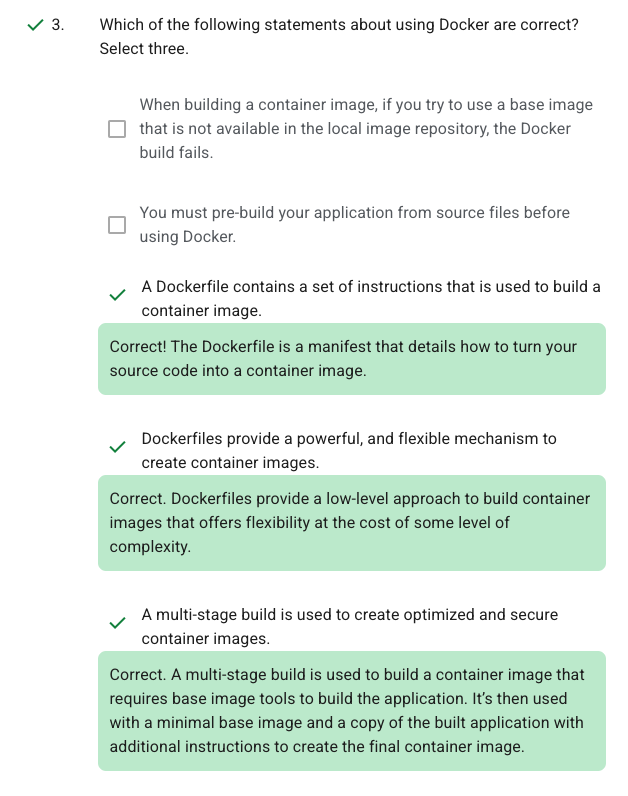 3. Which of the following statements about using Docker are correct?
Select three.
When building a container image, if you try to use a base image
that is not available in the local image repository, the Docker
build fails.
You must pre-build your application from source files before
using Docker.
A Dockerfile contains a set of instructions that is used to build a
container image.
Correct! The Dockerfile is a manifest that details how to turn your
source code into a container image.
Dockerfiles provide a powerful, and flexible mechanism to
create container images.
Correct. Dockerfiles provide a low-level approach to build container
images that offers flexibility at the cost of some level of
complexity.
A multi-stage build is used to create optimized and secure
container images.
Correct. A multi-stage build is used to build a container image that
requires base image tools to build the application. It’s then used
with a minimal base image and a copy of the built application with
additional instructions to create the final container image.